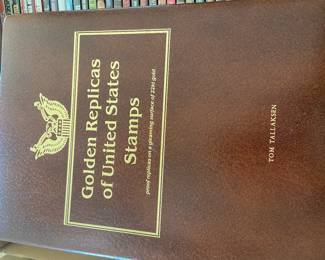 Golden Replicas
of United States
Stamps
proof replicas on a gleaming surface of 22kt gold
TOM TALLAKSEN